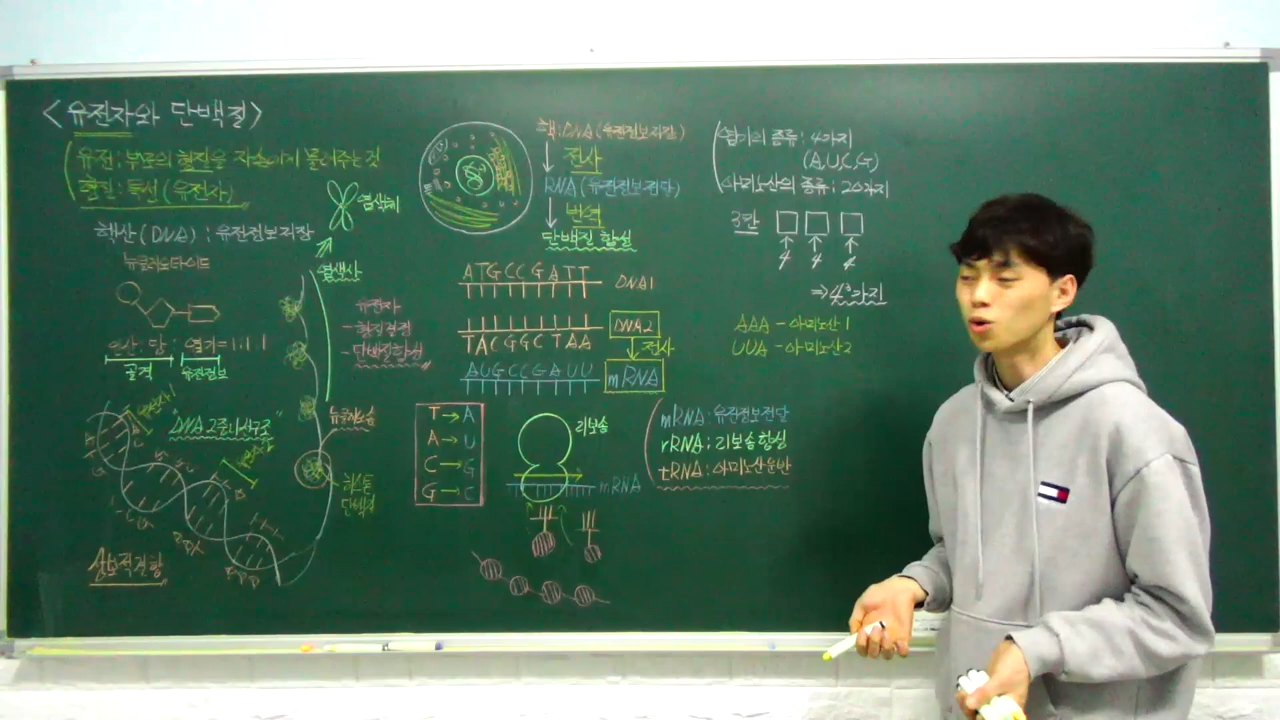 <유전자와 단백질>
유전 : 부모의 형질을 자손에게 물려주는 것
형질 : 특성 (유전자)
핵산 (DNA) : 유전정보저장
뉴클레오타이드
인산 : 당 : 염기 = 1 : 1 : 1
골격 유전정보
"DNA 2중나선구조"
상보적결합
염색체
염색사
유전자
- 형질결정
- 단백질합성
뉴클레오솜
히스톤
단백질
핵 : DNA (유전정보저장)
전사
RNA (유전정보전달)
번역
단백질 합성
ATGCCGATT DNA1
DNA2
TACGGCTAA 전사
AUGCCGAUU mRNA
T → A
A → U
C → G
G → C
리보솜
mRNA
염기의 종류 : 4가지
(A, U, C, G)
아미노산의 종류 : 20가지
3칸
4 4 4
⇒ 4³가지
AAA - 아미노산1
UUA - 아미노산2
mRNA : 유전정보전달
rRNA : 리보솜합성
tRNA : 아미노산운반